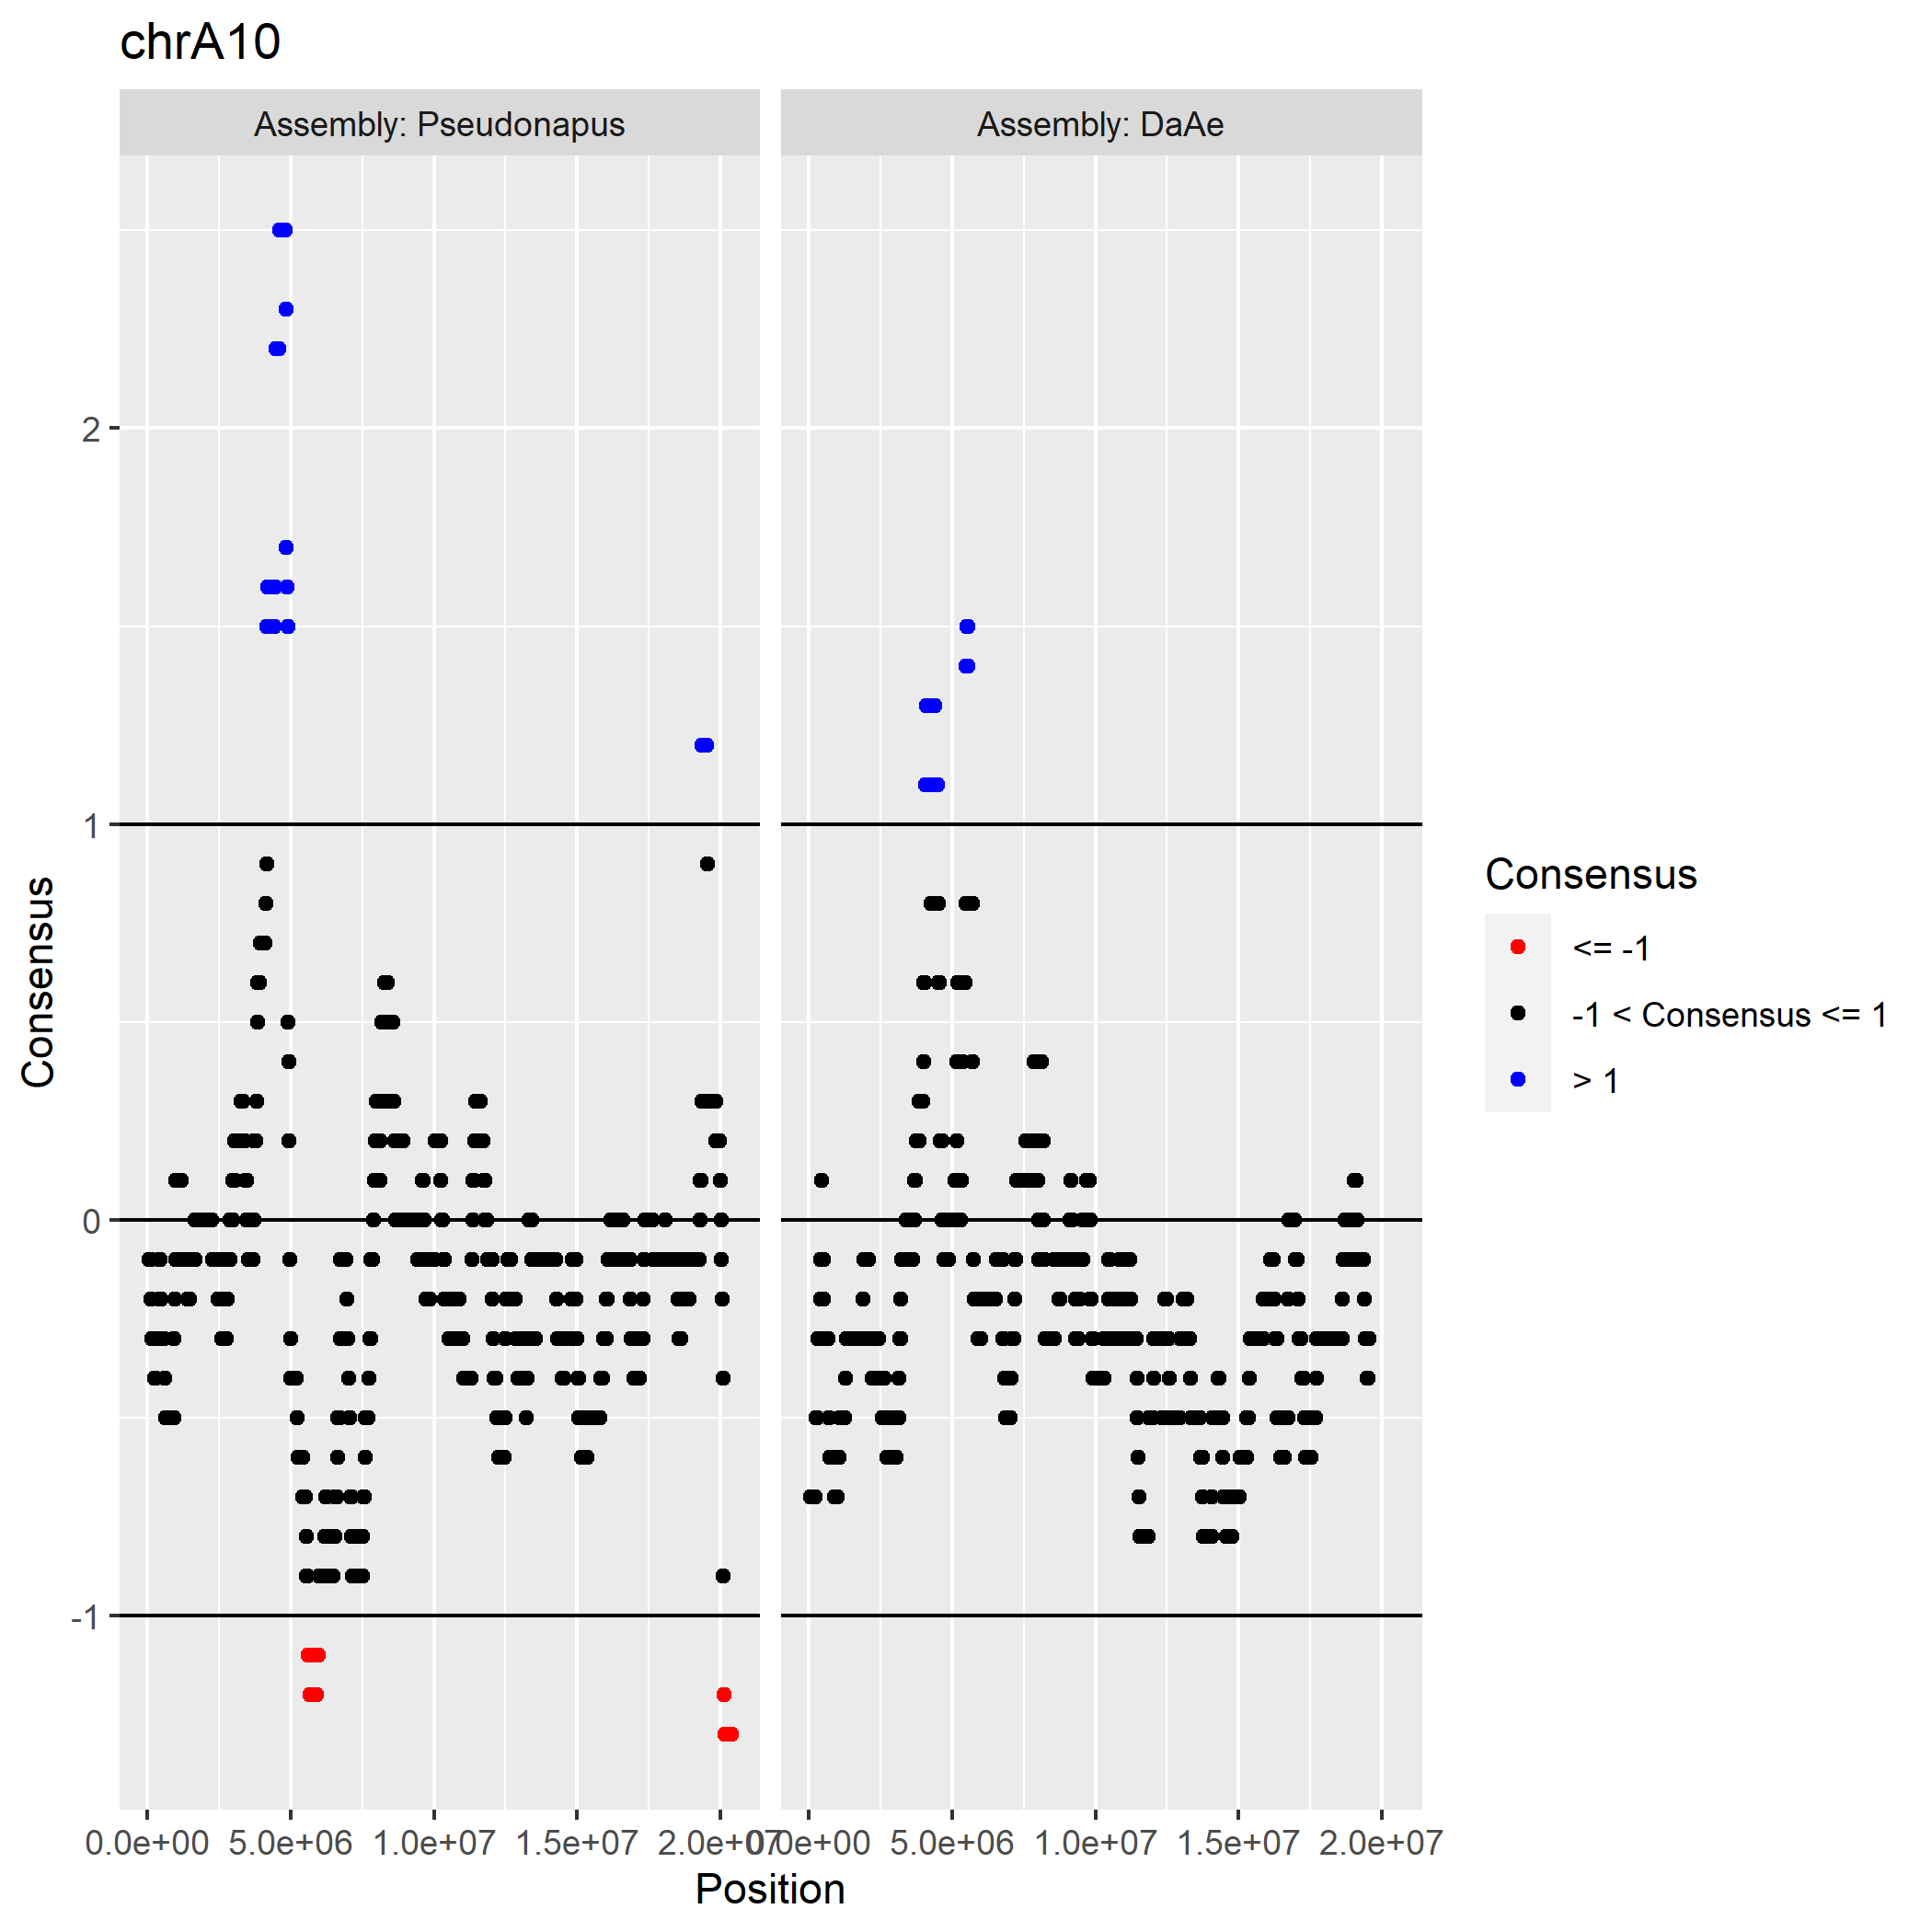 chrA10
Assembly: Pseudonapus
Assembly: DaAe
2
1
0
-1
Consensus
0.0e+00 5.0e+06 1.0e+07 1.5e+07 2.0e+07 0.0e+00 5.0e+06 1.0e+07 1.5e+07 2.0e+07
Position
Consensus
<= -1
-1 < Consensus <= 1
> 1